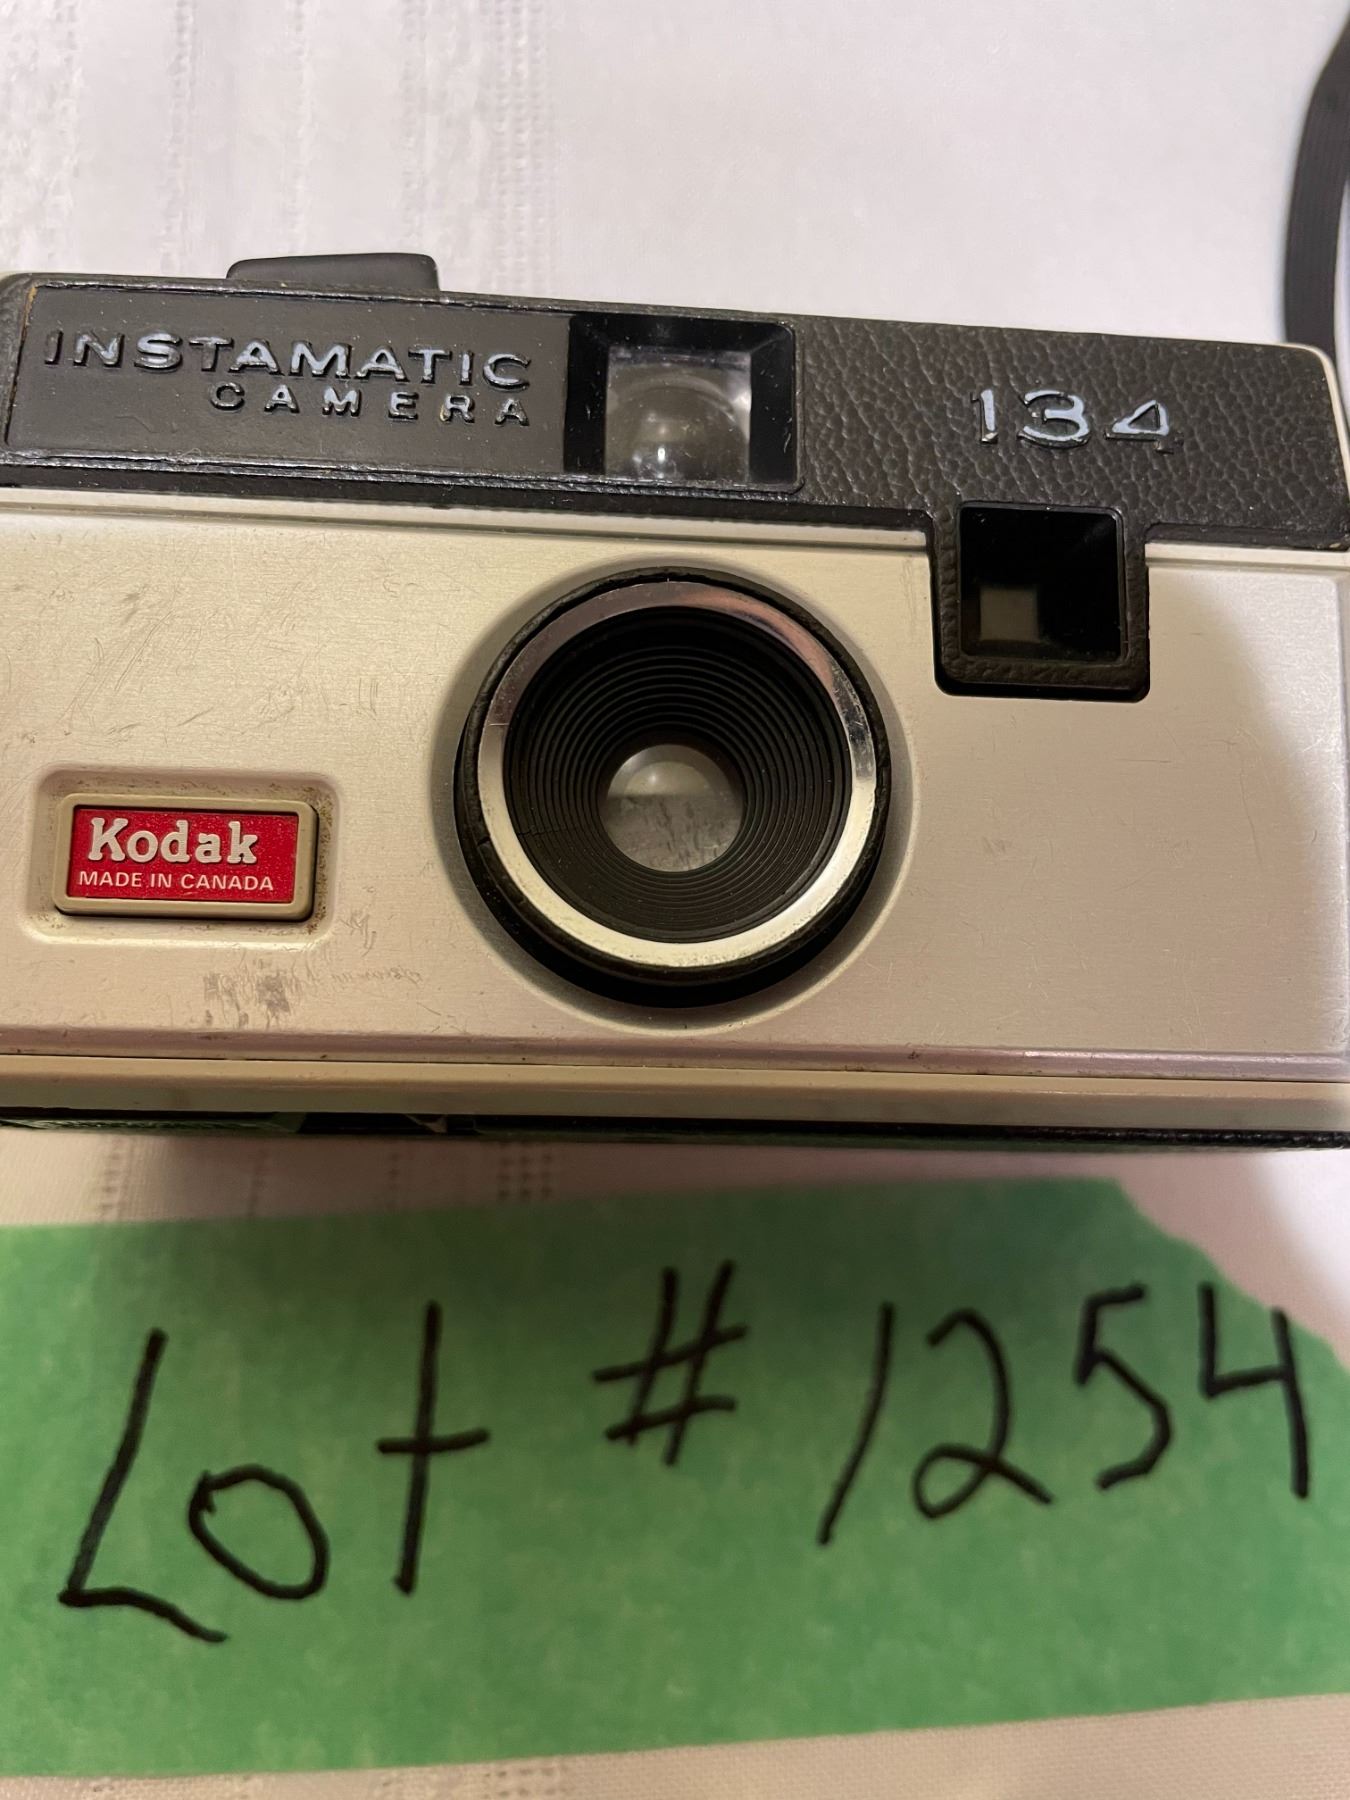 INSTAMATIC
CAMERA
134
Kodak
MADE IN CANADA
Lot # 1254